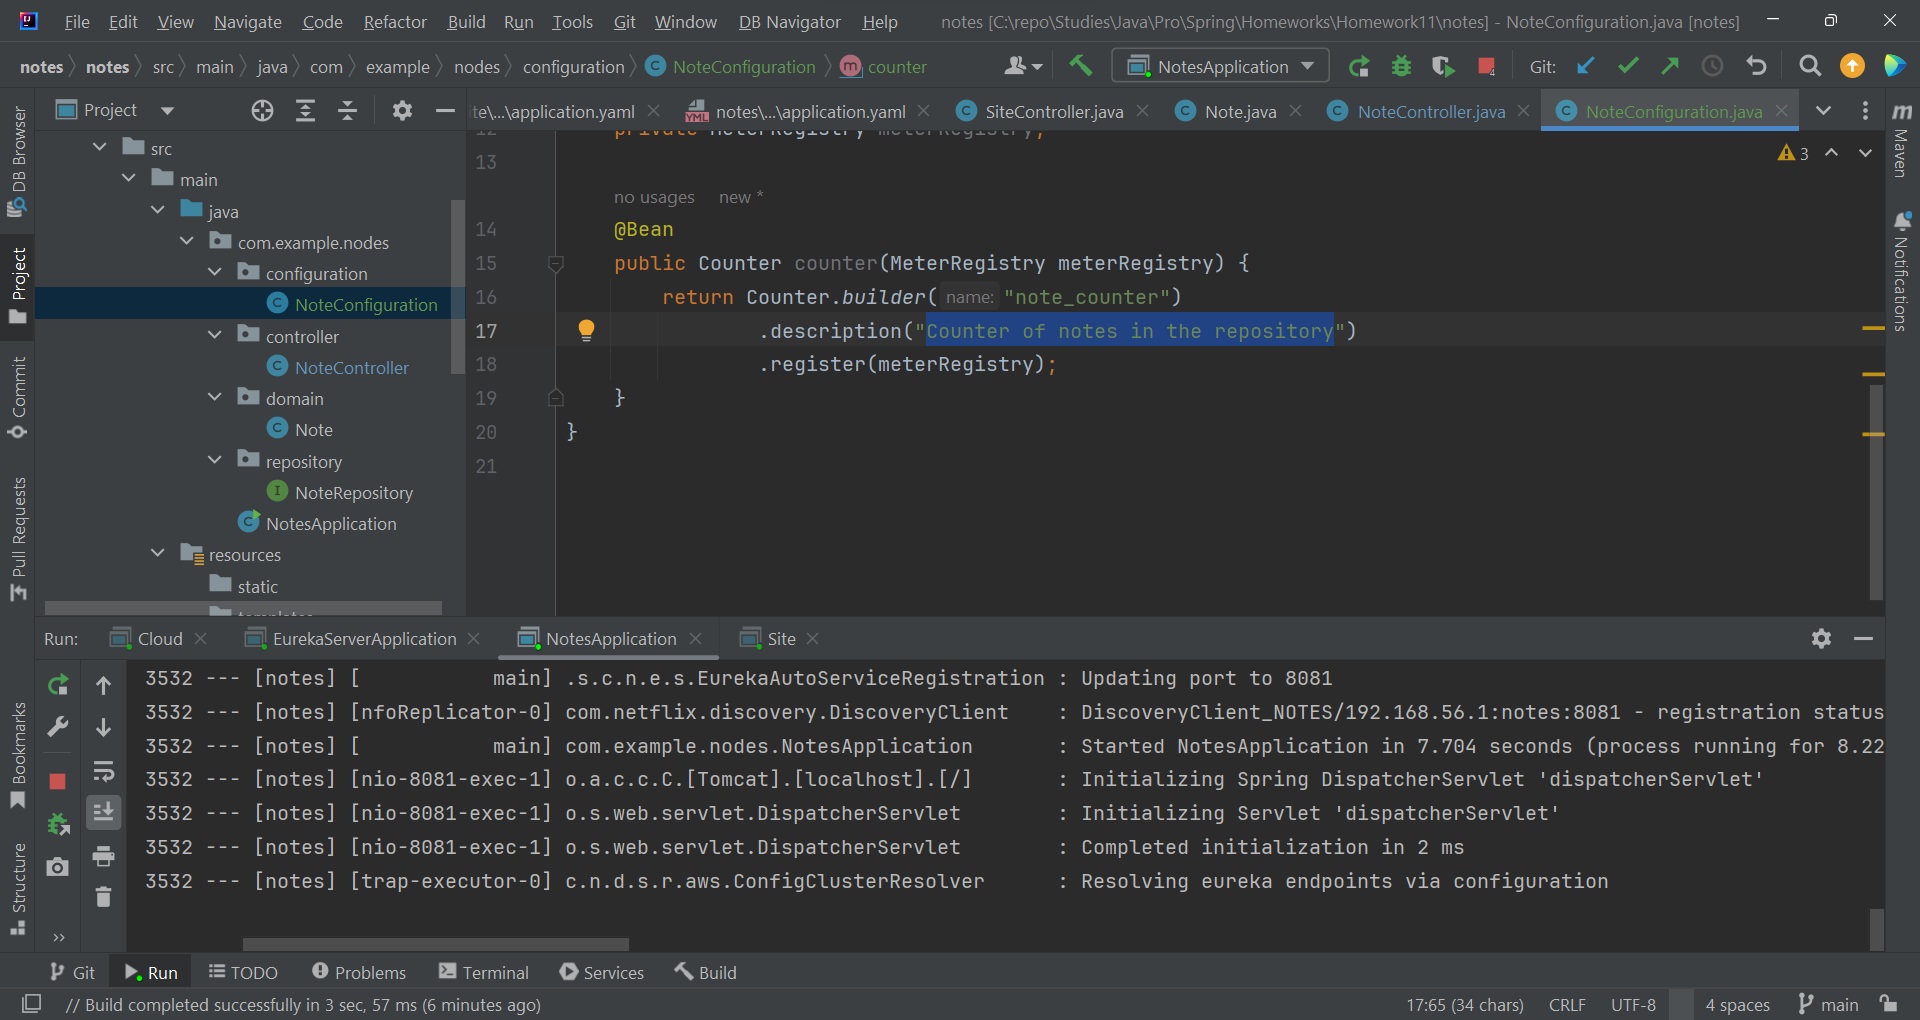 File Edit View Navigate Code Refactor Build Run Tools Git Window DB Navigator Help notes [C:\repo\Studies\Java\Pro\Spring\Homeworks\Homework11\notes] - NoteConfiguration.java [notes]
notes notes src main java com example nodes configuration C NoteConfiguration m counter NotesApplication 4 Git:
Project te\...\application.yaml YML notes\...\application.yaml C SiteController.java C Note.java C NoteController.java C NoteConfiguration.java
12 private MeterRegistry meterRegistry;
13
3
no usages new *
14 @Bean
15 public Counter counter(MeterRegistry meterRegistry) {
16 return Counter.builder( name: "note_counter")
17 .description("Counter of notes in the repository")
18 .register(meterRegistry);
19 }
20 }
21
src
main
java
com.example.nodes
configuration
C NoteConfiguration
controller
C NoteController
domain
C Note
repository
I NoteRepository
C NotesApplication
resources
static
templates
DB Browser
Project
Commit
Pull Requests
Bookmarks
Structure
m Maven
Notifications
Run: Cloud EurekaServerApplication NotesApplication Site
3532 --- [notes] [ main] .s.c.n.e.s.EurekaAutoServiceRegistration : Updating port to 8081
3532 --- [notes] [nfoReplicator-0] com.netflix.discovery.DiscoveryClient : DiscoveryClient_NOTES/192.168.56.1:notes:8081 - registration status
3532 --- [notes] [ main] com.example.nodes.NotesApplication : Started NotesApplication in 7.704 seconds (process running for 8.22
3532 --- [notes] [nio-8081-exec-1] o.a.c.c.C.[Tomcat].[localhost].[/] : Initializing Spring DispatcherServlet 'dispatcherServlet'
3532 --- [notes] [nio-8081-exec-1] o.s.web.servlet.DispatcherServlet : Initializing Servlet 'dispatcherServlet'
3532 --- [notes] [nio-8081-exec-1] o.s.web.servlet.DispatcherServlet : Completed initialization in 2 ms
3532 --- [notes] [trap-executor-0] c.n.d.s.r.aws.ConfigClusterResolver : Resolving eureka endpoints via configuration
Git Run TODO Problems Terminal Services Build
// Build completed successfully in 3 sec, 57 ms (6 minutes ago) 17:65 (34 chars) CRLF UTF-8 4 spaces main